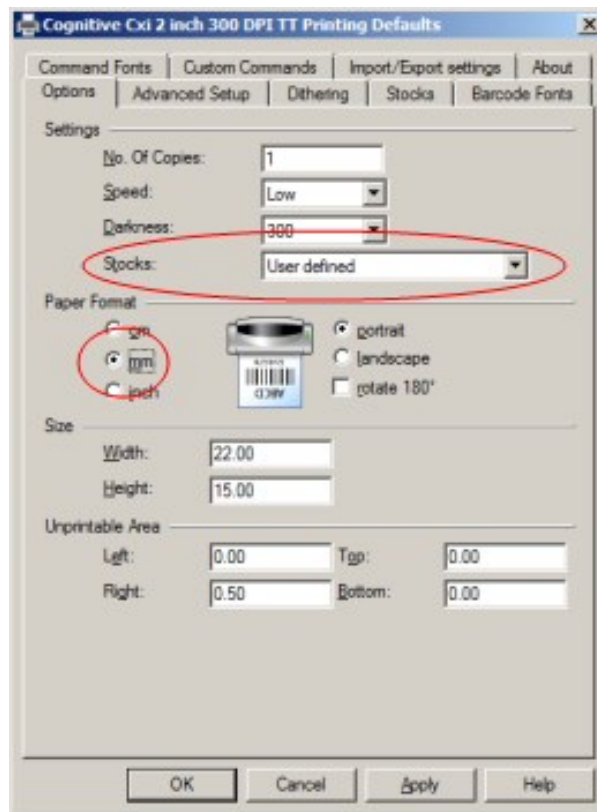 Cognitive Cxi 2 inch 300 DPI TT Printing Defaults
Command Fonts Custom Commands Import/Export settings About
Options Advanced Setup Dithering Stocks Barcode Fonts
Settings
No. Of Copies: 1
Speed: Low
Darkness: 300
Stocks: User defined
Paper Format
cm
mm
inch
ABCD
portrait
landscape
rotate 180°
Size
Width: 22.00
Height: 15.00
Unprintable Area
Left: 0.00 Top: 0.00
Right: 0.50 Bottom: 0.00
OK Cancel Apply Help